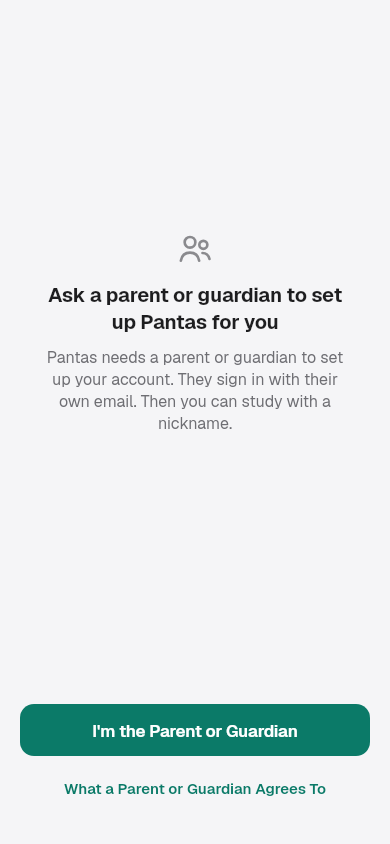 Ask a parent or guardian to set
up Pantas for you
Pantas needs a parent or guardian to set
up your account. They sign in with their
own email. Then you can study with a
nickname.
I'm the Parent or Guardian
What a Parent or Guardian Agrees To